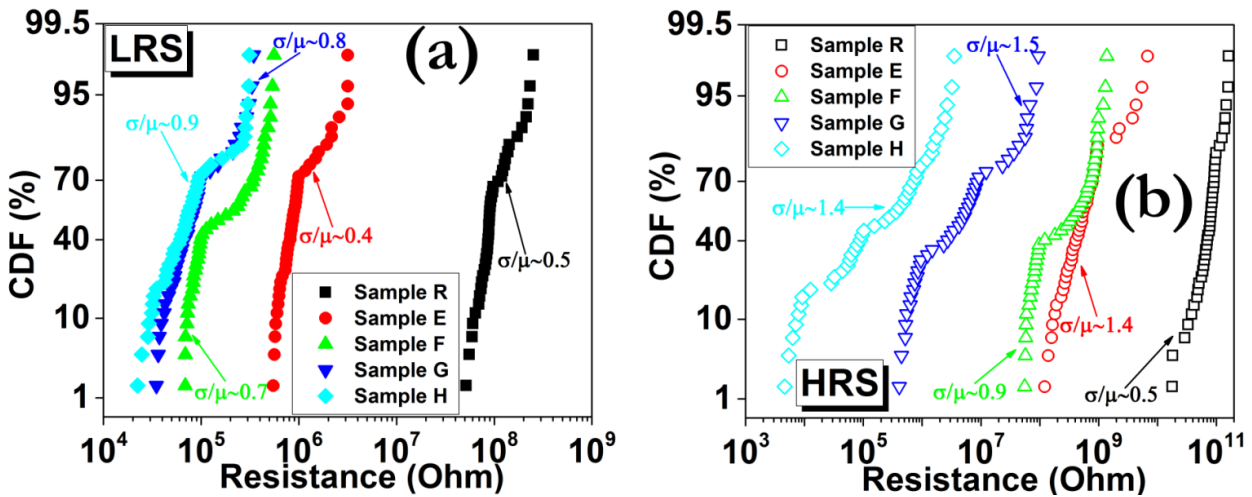 LRS
(a)
99.5
95
70
40
10
1
CDF (%)
σ/μ~0.8
σ/μ~0.9
σ/μ~0.4
σ/μ~0.5
σ/μ~0.7
Sample R
Sample E
Sample F
Sample G
Sample H
10^4
10^5
10^6
10^7
10^8
10^9
Resistance (Ohm)
HRS
(b)
99.5
95
70
40
10
1
CDF (%)
Sample R
Sample E
Sample F
Sample G
Sample H
σ/μ~1.5
σ/μ~1.4
σ/μ~1.4
σ/μ~0.9
σ/μ~0.5
10^3
10^5
10^7
10^9
10^11
Resistance (Ohm)